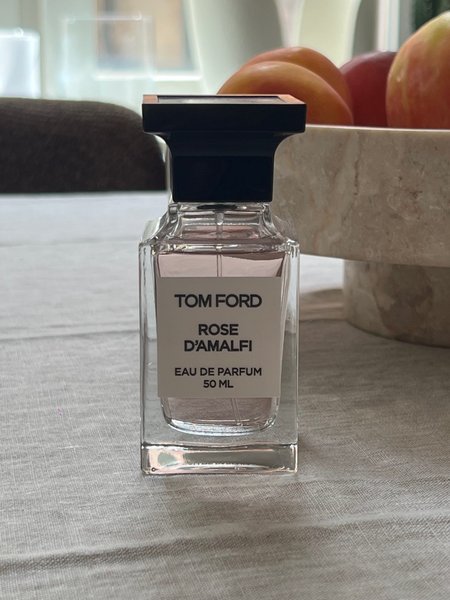 TOM FORD
ROSE
D'AMALFI
EAU DE PARFUM
50 ML